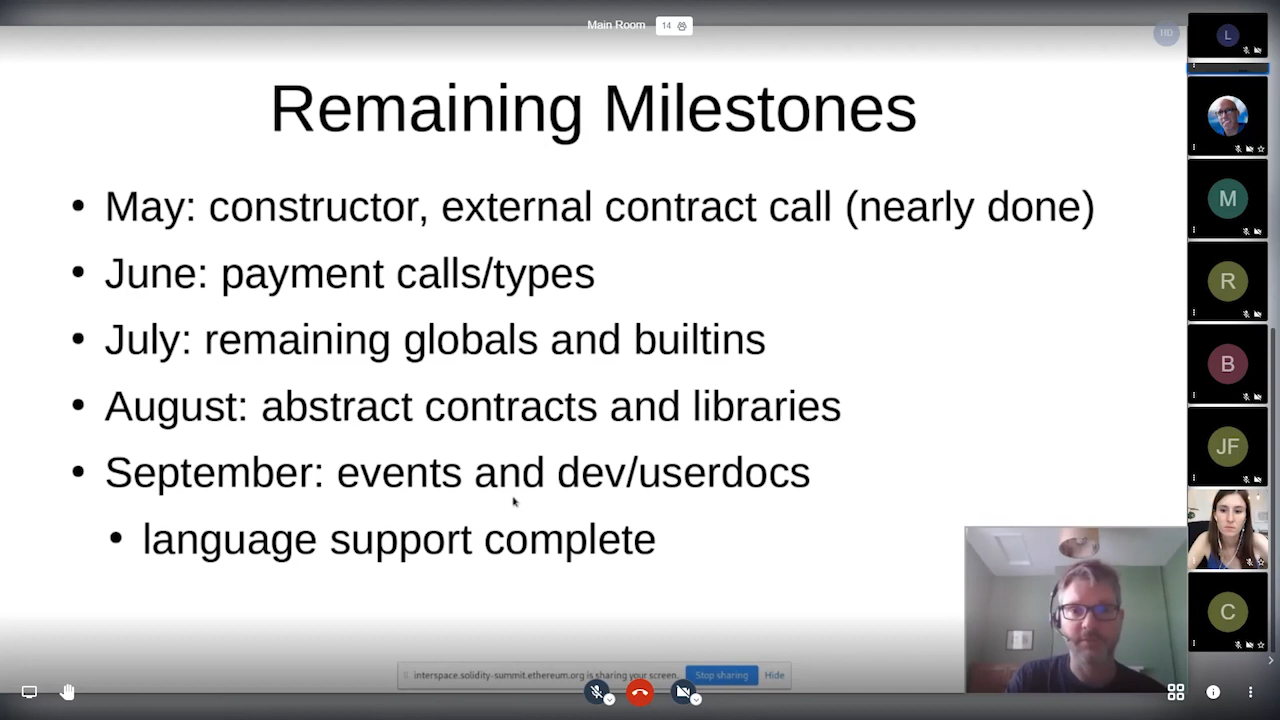 Main Room 14
L
Remaining Milestones
• May: constructor, external contract call (nearly done)
• June: payment calls/types
• July: remaining globals and builtins
• August: abstract contracts and libraries
• September: events and dev/userdocs
• language support complete
M
R
B
JF
C
interspace.solidity-summit.ethereum.org is sharing your screen. Stop sharing Hide